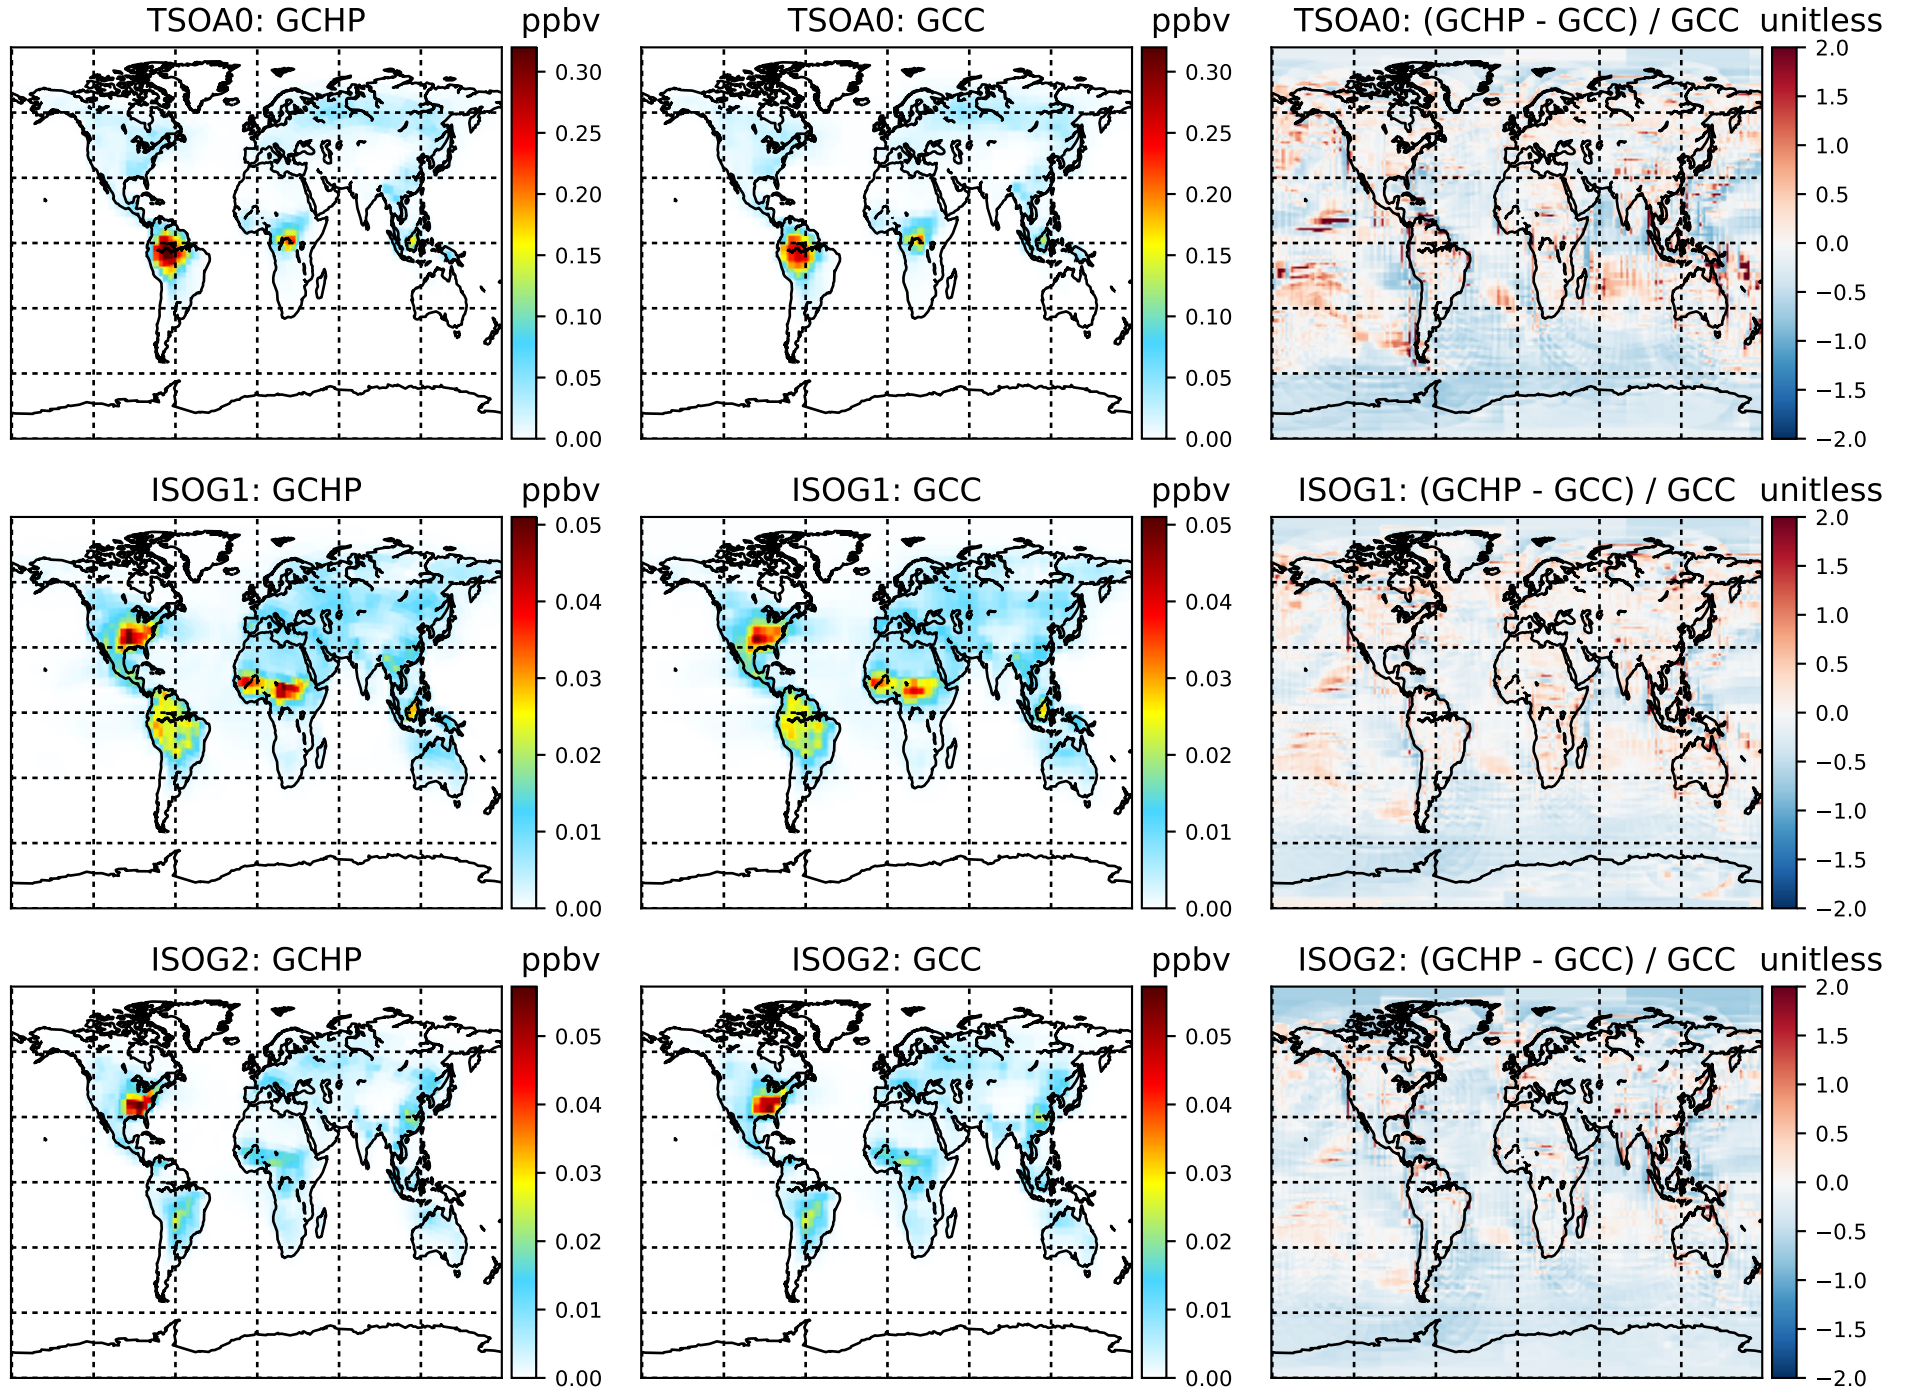 TSOA0: GCHP ppbv TSOA0: GCC ppbv TSOA0: (GCHP - GCC) / GCC unitless
0.30 0.30 2.0
0.25 0.25 1.5
0.20 0.20 1.0
0.15 0.15 0.5
0.10 0.10 0.0
0.05 0.05 −0.5
0.00 0.00 −1.0
−1.5
−2.0
ISOG1: GCHP ppbv ISOG1: GCC ppbv ISOG1: (GCHP - GCC) / GCC unitless
0.05 0.05 2.0
0.04 0.04 1.5
0.03 0.03 1.0
0.02 0.02 0.5
0.01 0.01 0.0
0.00 0.00 −0.5
−1.0
−1.5
−2.0
ISOG2: GCHP ppbv ISOG2: GCC ppbv ISOG2: (GCHP - GCC) / GCC unitless
0.05 0.05 2.0
0.04 0.04 1.5
0.03 0.03 1.0
0.02 0.02 0.5
0.01 0.01 0.0
0.00 0.00 −0.5
−1.0
−1.5
−2.0